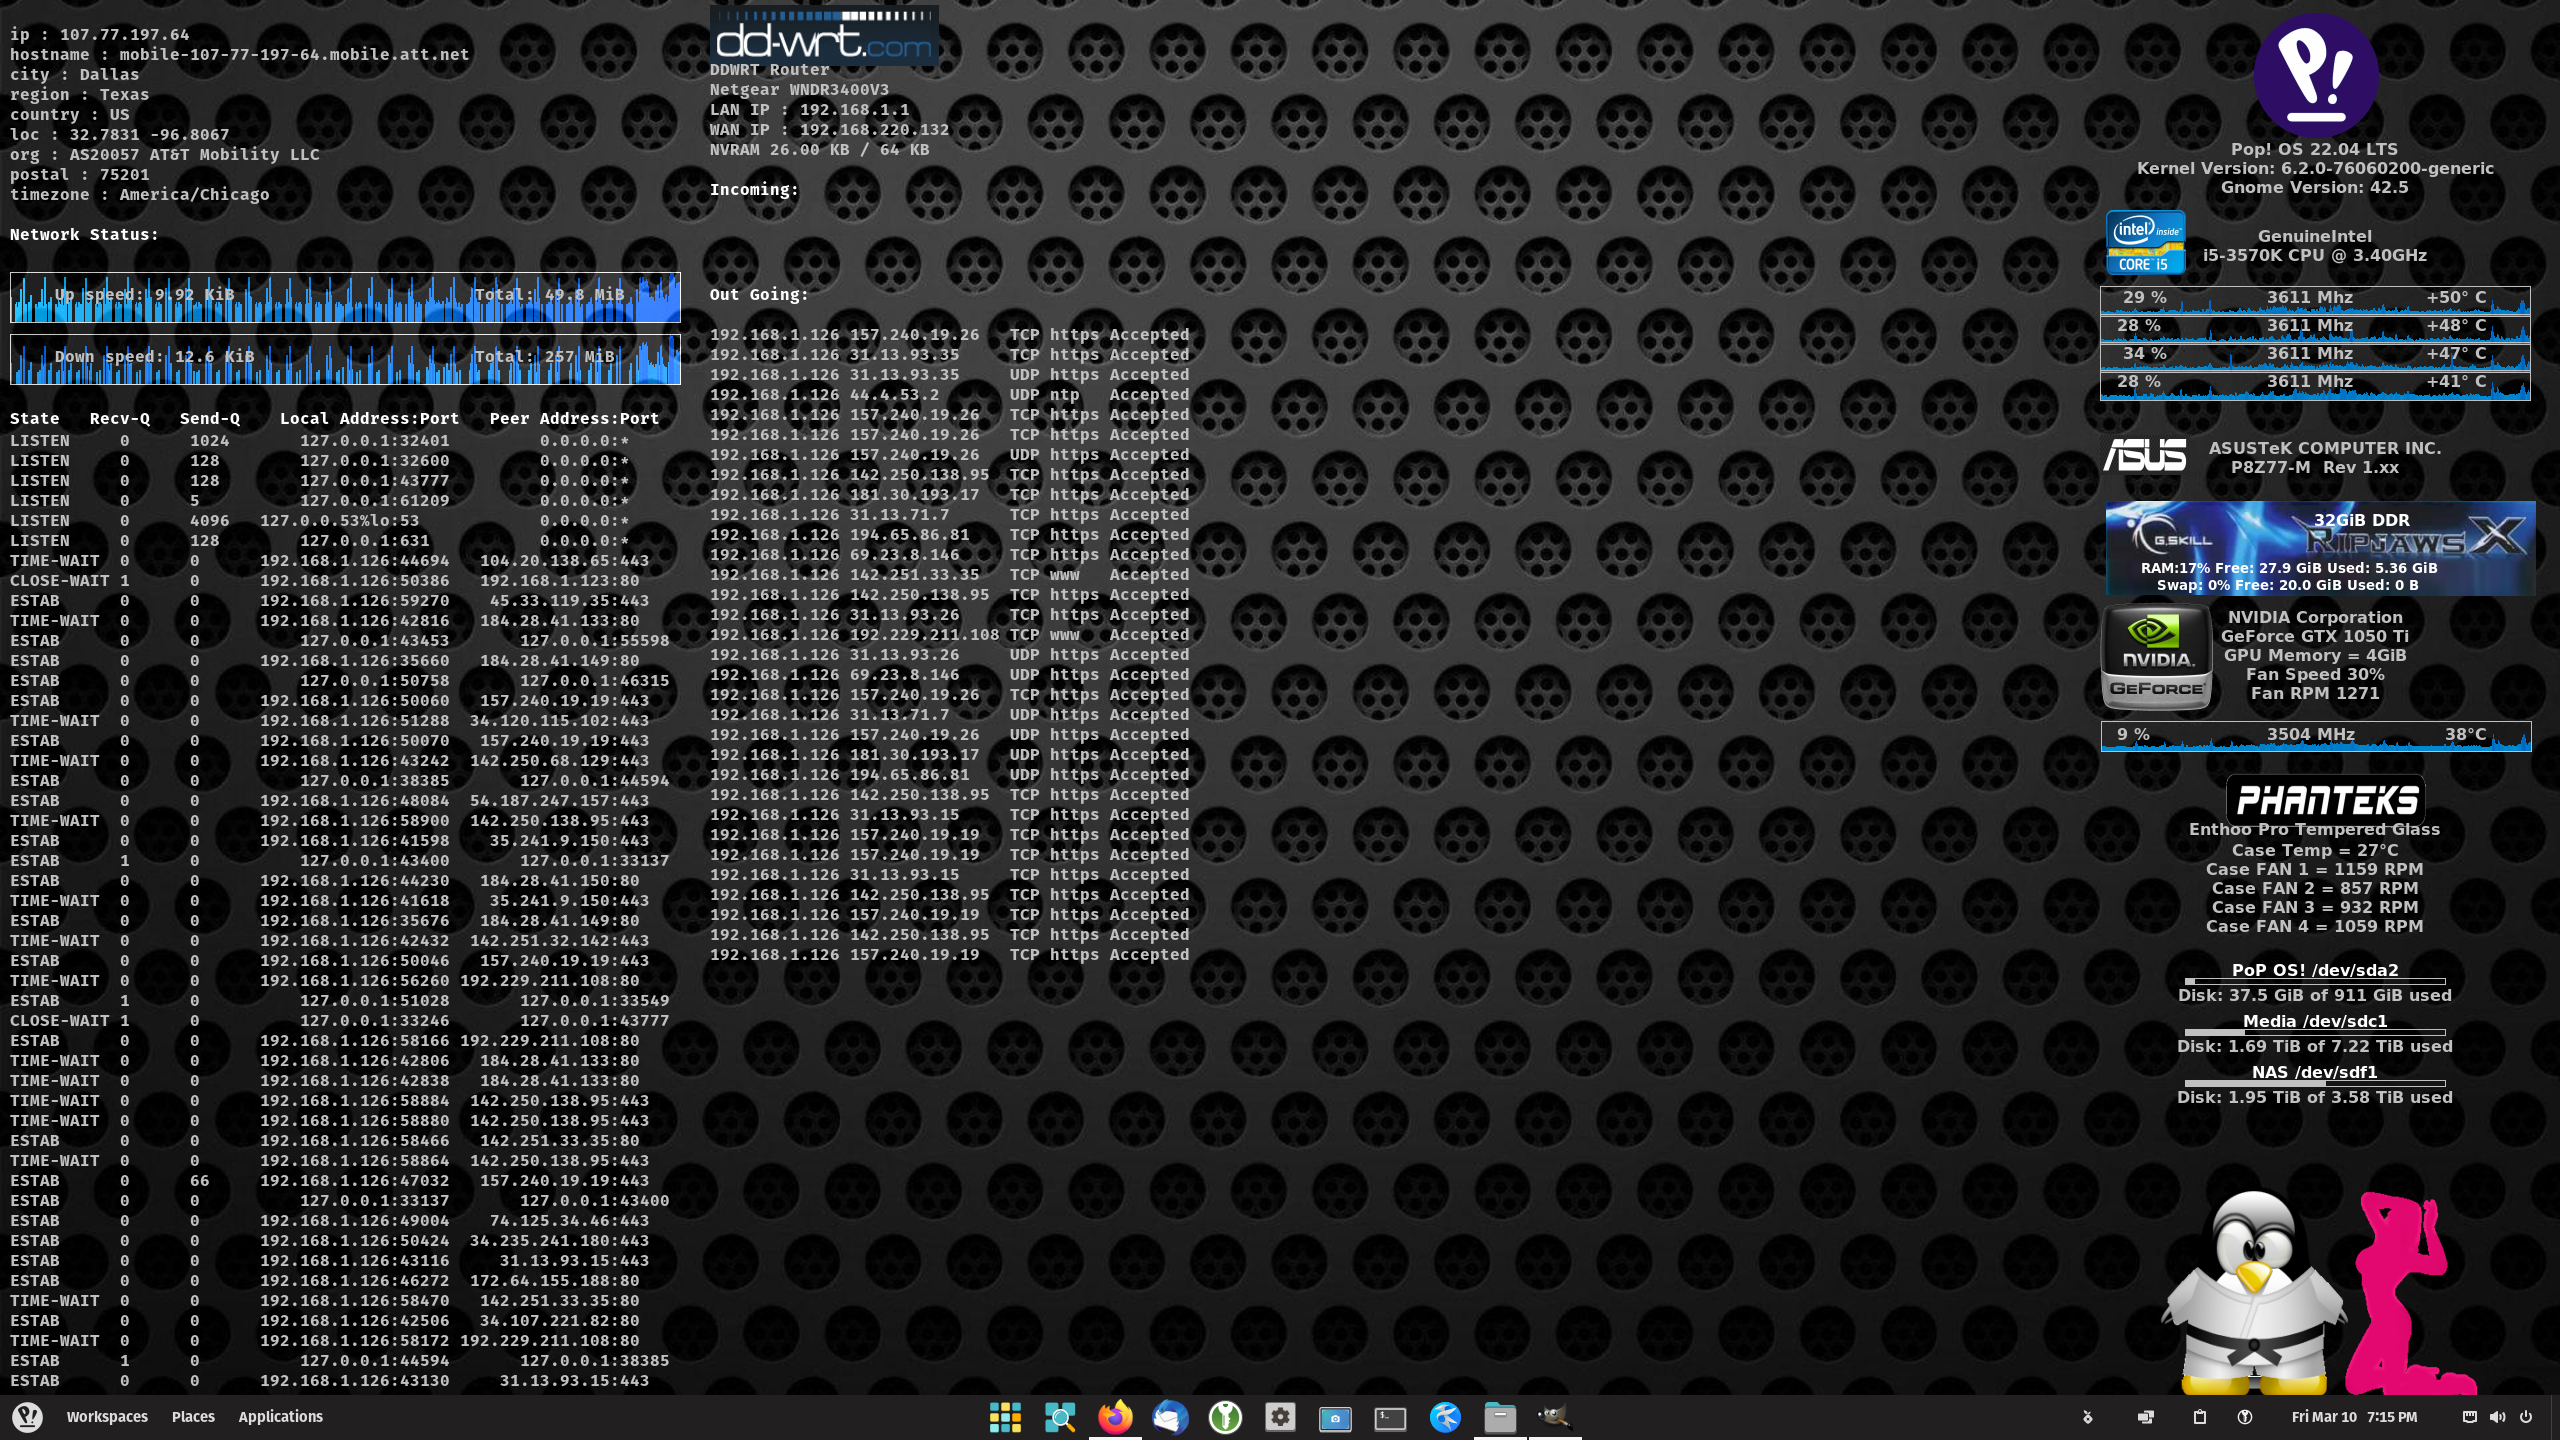 ip : 107.77.197.64
hostname : mobile-107-77-197-64.mobile.att.net
city : Dallas
region : Texas
country : US
loc : 32.7831 -96.8067
org : AS20057 AT&T Mobility LLC
postal : 75201
timezone : America/Chicago
Network Status:
Up speed: 9.92 KiB Total: 49.8 MiB
Down speed: 12.6 KiB Total: 257 MiB
State Recv-Q Send-Q Local Address:Port Peer Address:Port
LISTEN 0 1024 127.0.0.1:32401 0.0.0.0:*
LISTEN 0 128 127.0.0.1:32600 0.0.0.0:*
LISTEN 0 128 127.0.0.1:43777 0.0.0.0:*
LISTEN 0 5 127.0.0.1:61209 0.0.0.0:*
LISTEN 0 4096 127.0.0.53%lo:53 0.0.0.0:*
LISTEN 0 128 127.0.0.1:631 0.0.0.0:*
TIME-WAIT 0 0 192.168.1.126:44694 104.20.138.65:443
CLOSE-WAIT 1 0 192.168.1.126:50386 192.168.1.123:80
ESTAB 0 0 192.168.1.126:59270 45.33.119.35:443
TIME-WAIT 0 0 192.168.1.126:42816 184.28.41.133:80
ESTAB 0 0 127.0.0.1:43453 127.0.0.1:55598
ESTAB 0 0 192.168.1.126:35660 184.28.41.149:80
ESTAB 0 0 127.0.0.1:50758 127.0.0.1:46315
ESTAB 0 0 192.168.1.126:50060 157.240.19.19:443
TIME-WAIT 0 0 192.168.1.126:51288 34.120.115.102:443
ESTAB 0 0 192.168.1.126:50070 157.240.19.19:443
TIME-WAIT 0 0 192.168.1.126:43242 142.250.68.129:443
ESTAB 0 0 127.0.0.1:38385 127.0.0.1:44594
ESTAB 0 0 192.168.1.126:48084 54.187.247.157:443
TIME-WAIT 0 0 192.168.1.126:58900 142.250.138.95:443
ESTAB 0 0 192.168.1.126:41598 35.241.9.150:443
ESTAB 1 0 127.0.0.1:43400 127.0.0.1:33137
ESTAB 0 0 192.168.1.126:44230 184.28.41.150:80
TIME-WAIT 0 0 192.168.1.126:41618 35.241.9.150:443
ESTAB 0 0 192.168.1.126:35676 184.28.41.149:80
TIME-WAIT 0 0 192.168.1.126:42432 142.251.32.142:443
ESTAB 0 0 192.168.1.126:50046 157.240.19.19:443
TIME-WAIT 0 0 192.168.1.126:56260 192.229.211.108:80
ESTAB 1 0 127.0.0.1:51028 127.0.0.1:33549
CLOSE-WAIT 1 0 127.0.0.1:33246 127.0.0.1:43777
ESTAB 0 0 192.168.1.126:58166 192.229.211.108:80
TIME-WAIT 0 0 192.168.1.126:42806 184.28.41.133:80
TIME-WAIT 0 0 192.168.1.126:42838 184.28.41.133:80
TIME-WAIT 0 0 192.168.1.126:58884 142.250.138.95:443
TIME-WAIT 0 0 192.168.1.126:58880 142.250.138.95:443
ESTAB 0 0 192.168.1.126:58466 142.251.33.35:80
TIME-WAIT 0 0 192.168.1.126:58864 142.250.138.95:443
ESTAB 0 66 192.168.1.126:47032 157.240.19.19:443
ESTAB 0 0 127.0.0.1:33137 127.0.0.1:43400
ESTAB 0 0 192.168.1.126:49004 74.125.34.46:443
ESTAB 0 0 192.168.1.126:50424 34.235.241.180:443
ESTAB 0 0 192.168.1.126:43116 31.13.93.15:443
ESTAB 0 0 192.168.1.126:46272 172.64.155.188:80
TIME-WAIT 0 0 192.168.1.126:58470 142.251.33.35:80
ESTAB 0 0 192.168.1.126:42506 34.107.221.82:80
TIME-WAIT 0 0 192.168.1.126:58172 192.229.211.108:80
ESTAB 1 0 127.0.0.1:44594 127.0.0.1:38385
ESTAB 0 0 192.168.1.126:43130 31.13.93.15:443
dd-wrt.com
DDWRT Router
Netgear WNDR3400V3
LAN IP : 192.168.1.1
WAN IP : 192.168.220.132
NVRAM 26.00 KB / 64 KB
Incoming:
Out Going:
192.168.1.126 157.240.19.26 TCP https Accepted
192.168.1.126 31.13.93.35 TCP https Accepted
192.168.1.126 31.13.93.35 UDP https Accepted
192.168.1.126 44.4.53.2 UDP ntp Accepted
192.168.1.126 157.240.19.26 TCP https Accepted
192.168.1.126 157.240.19.26 TCP https Accepted
192.168.1.126 157.240.19.26 UDP https Accepted
192.168.1.126 142.250.138.95 TCP https Accepted
192.168.1.126 181.30.193.17 TCP https Accepted
192.168.1.126 31.13.71.7 TCP https Accepted
192.168.1.126 194.65.86.81 TCP https Accepted
192.168.1.126 69.23.8.146 TCP https Accepted
192.168.1.126 142.251.33.35 TCP www Accepted
192.168.1.126 142.250.138.95 TCP https Accepted
192.168.1.126 31.13.93.26 TCP https Accepted
192.168.1.126 192.229.211.108 TCP www Accepted
192.168.1.126 31.13.93.26 UDP https Accepted
192.168.1.126 69.23.8.146 UDP https Accepted
192.168.1.126 157.240.19.26 TCP https Accepted
192.168.1.126 31.13.71.7 UDP https Accepted
192.168.1.126 157.240.19.26 UDP https Accepted
192.168.1.126 181.30.193.17 UDP https Accepted
192.168.1.126 194.65.86.81 UDP https Accepted
192.168.1.126 142.250.138.95 TCP https Accepted
192.168.1.126 31.13.93.15 TCP https Accepted
192.168.1.126 157.240.19.19 TCP https Accepted
192.168.1.126 157.240.19.19 TCP https Accepted
192.168.1.126 31.13.93.15 TCP https Accepted
192.168.1.126 142.250.138.95 TCP https Accepted
192.168.1.126 157.240.19.19 TCP https Accepted
192.168.1.126 142.250.138.95 TCP https Accepted
192.168.1.126 157.240.19.19 TCP https Accepted
P!
Pop! OS 22.04 LTS
Kernel Version: 6.2.0-76060200-generic
Gnome Version: 42.5
intel inside™
CORE i5
GenuineIntel
i5-3570K CPU @ 3.40GHz
29 % 3611 Mhz +50° C
28 % 3611 Mhz +48° C
34 % 3611 Mhz +47° C
28 % 3611 Mhz +41° C
ASUS
ASUSTeK COMPUTER INC.
P8Z77-M Rev 1.xx
32GiB DDR
G.SKILL RIPJAWS X
RAM:17% Free: 27.9 GiB Used: 5.36 GiB
Swap: 0% Free: 20.0 GiB Used: 0 B
NVIDIA.
GEFORCE
NVIDIA Corporation
GeForce GTX 1050 Ti
GPU Memory = 4GiB
Fan Speed 30%
Fan RPM 1271
9 % 3504 MHz 38°C
PHANTEKS
Enthoo Pro Tempered Glass
Case Temp = 27°C
Case FAN 1 = 1159 RPM
Case FAN 2 = 857 RPM
Case FAN 3 = 932 RPM
Case FAN 4 = 1059 RPM
PoP OS! /dev/sda2
Disk: 37.5 GiB of 911 GiB used
Media /dev/sdc1
Disk: 1.69 TiB of 7.22 TiB used
NAS /dev/sdf1
Disk: 1.95 TiB of 3.58 TiB used
P! Workspaces Places Applications
Fri Mar 10 7:15 PM